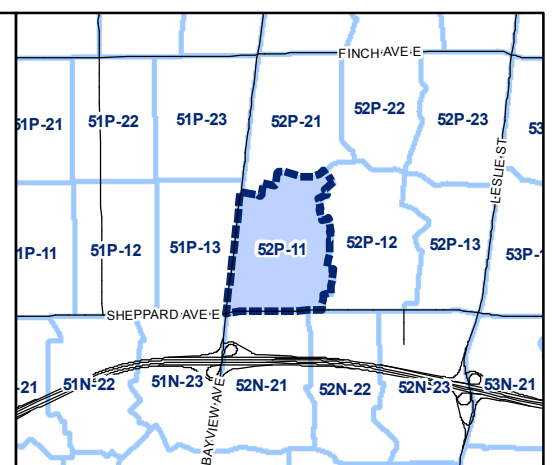 FINCH AVE E
51P-21 51P-22 51P-23 52P-21 52P-22 52P-23 53
LESLIE ST
1P-11 51P-12 51P-13 52P-11 52P-12 52P-13 53P-1
SHEPPARD AVE E
-21 51N-22 51N-23 52N-21 52N-22 52N-23 53N-21
BAYVIEW AVE